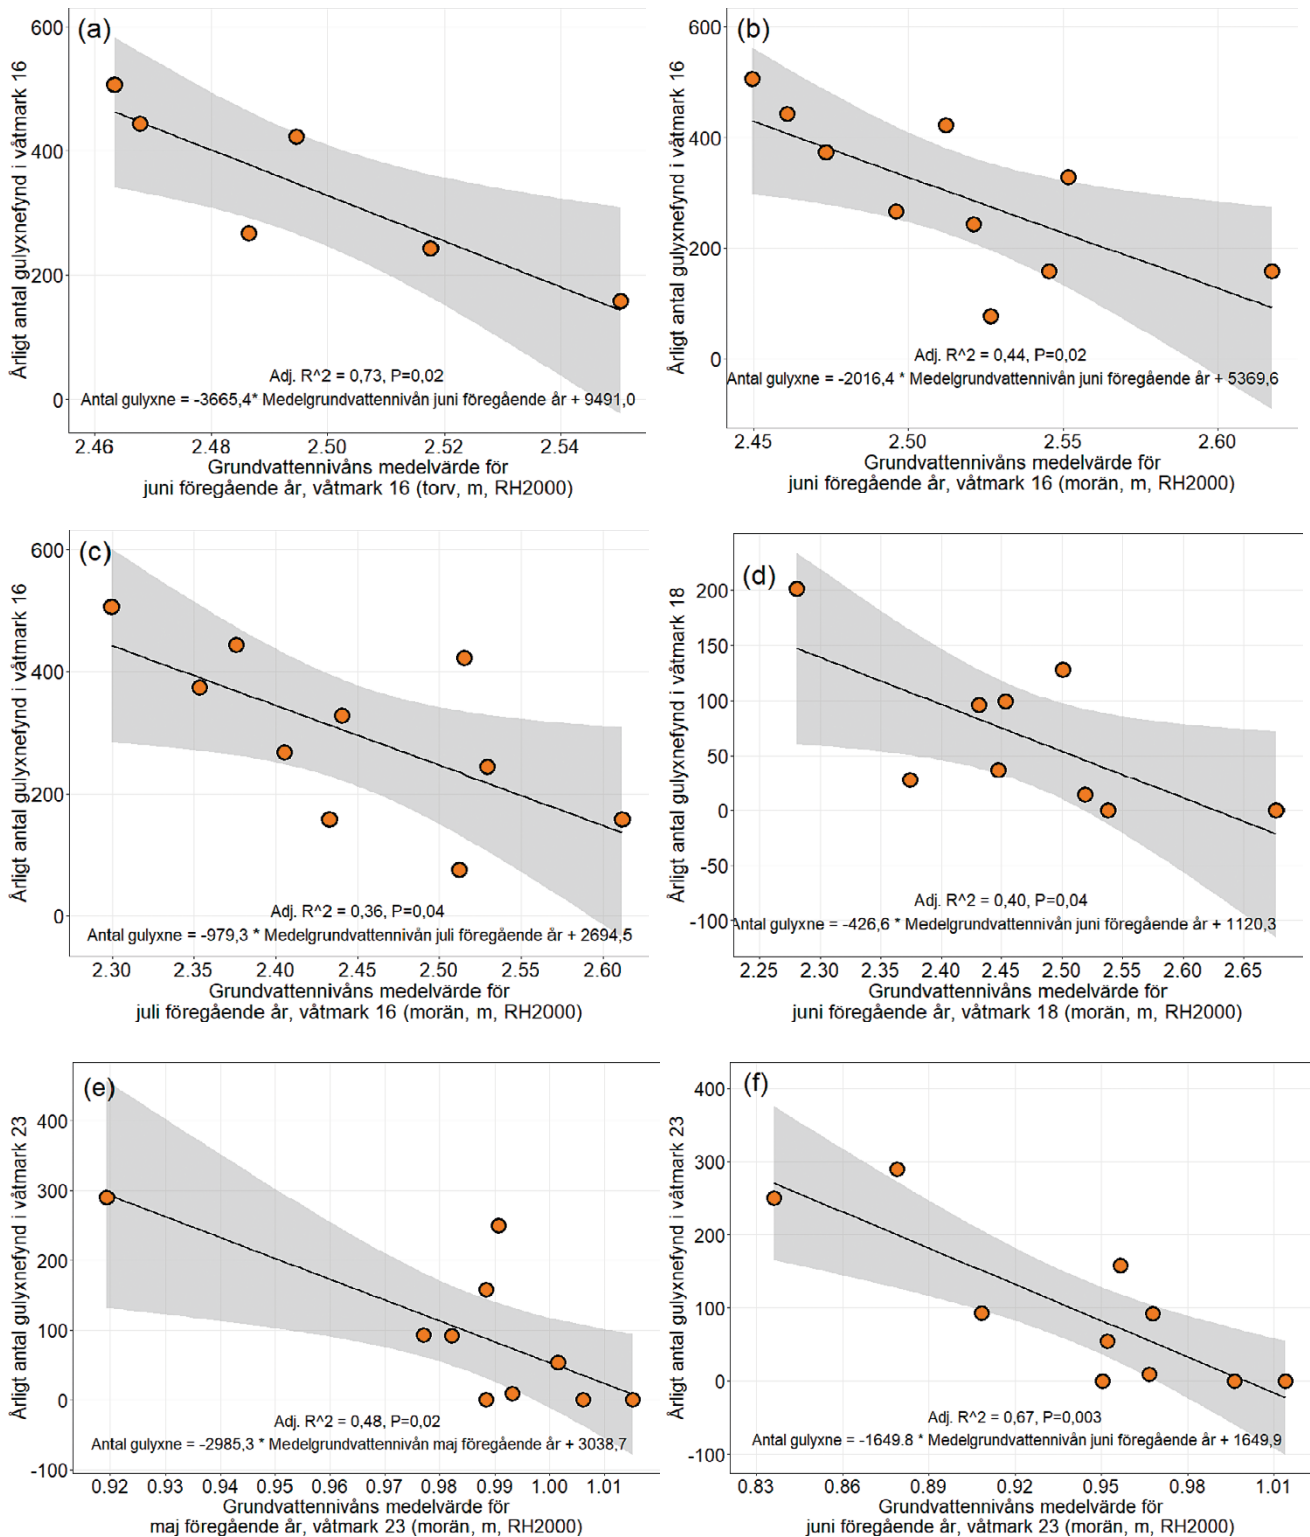 (a)
Årligt antal gulyxnefynd i våtmark 16
600
400
200
0
Adj. R^2 = 0,73, P=0,02
Antal gulyxne = -3665,4* Medelgrundvattennivån juni föregående år + 9491,0
2.46 2.48 2.50 2.52 2.54
Grundvattennivåns medelvärde för
juni föregående år, våtmark 16 (torv, m, RH2000)
(b)
Årligt antal gulyxnefynd i våtmark 16
600
400
200
0
Adj. R^2 = 0,44, P=0,02
Antal gulyxne = -2016,4 * Medelgrundvattennivån juni föregående år + 5369,6
2.45 2.50 2.55 2.60
Grundvattennivåns medelvärde för
juni föregående år, våtmark 16 (morän, m, RH2000)
(c)
Årligt antal gulyxnefynd i våtmark 16
600
400
200
0
Adj. R^2 = 0,36, P=0,04
Antal gulyxne = -979,3 * Medelgrundvattennivån juli föregående år + 2694,5
2.30 2.35 2.40 2.45 2.50 2.55 2.60
Grundvattennivåns medelvärde för
juli föregående år, våtmark 16 (morän, m, RH2000)
(d)
Årligt antal gulyxnefynd i våtmark 18
200
150
100
50
0
-50
-100
Adj. R^2 = 0,40, P=0,04
Antal gulyxne = -426,6 * Medelgrundvattennivån juni föregående år + 1120,3
2.25 2.30 2.35 2.40 2.45 2.50 2.55 2.60 2.65
Grundvattennivåns medelvärde för
juni föregående år, våtmark 18 (morän, m, RH2000)
(e)
Årligt antal gulyxnefynd i våtmark 23
400
300
200
100
0
-100
Adj. R^2 = 0,48, P=0,02
Antal gulyxne = -2985,3 * Medelgrundvattennivån maj föregående år + 3038,7
0.92 0.93 0.94 0.95 0.96 0.97 0.98 0.99 1.00 1.01
Grundvattennivåns medelvärde för
maj föregående år, våtmark 23 (morän, m, RH2000)
(f)
Årligt antal gulyxnefynd i våtmark 23
400
300
200
100
0
-100
Adj. R^2 = 0,67, P=0,003
Antal gulyxne = -1649.8 * Medelgrundvattennivån juni föregående år + 1649,9
0.83 0.86 0.89 0.92 0.95 0.98 1.01
Grundvattennivåns medelvärde för
juni föregående år, våtmark 23 (morän, m, RH2000)